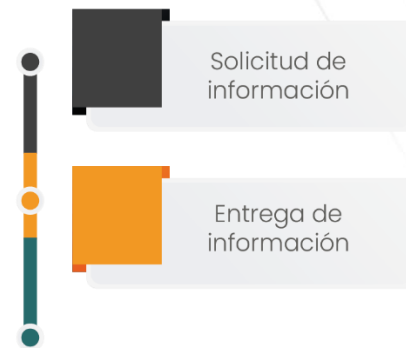 Solicitud de
información
Entrega de
información